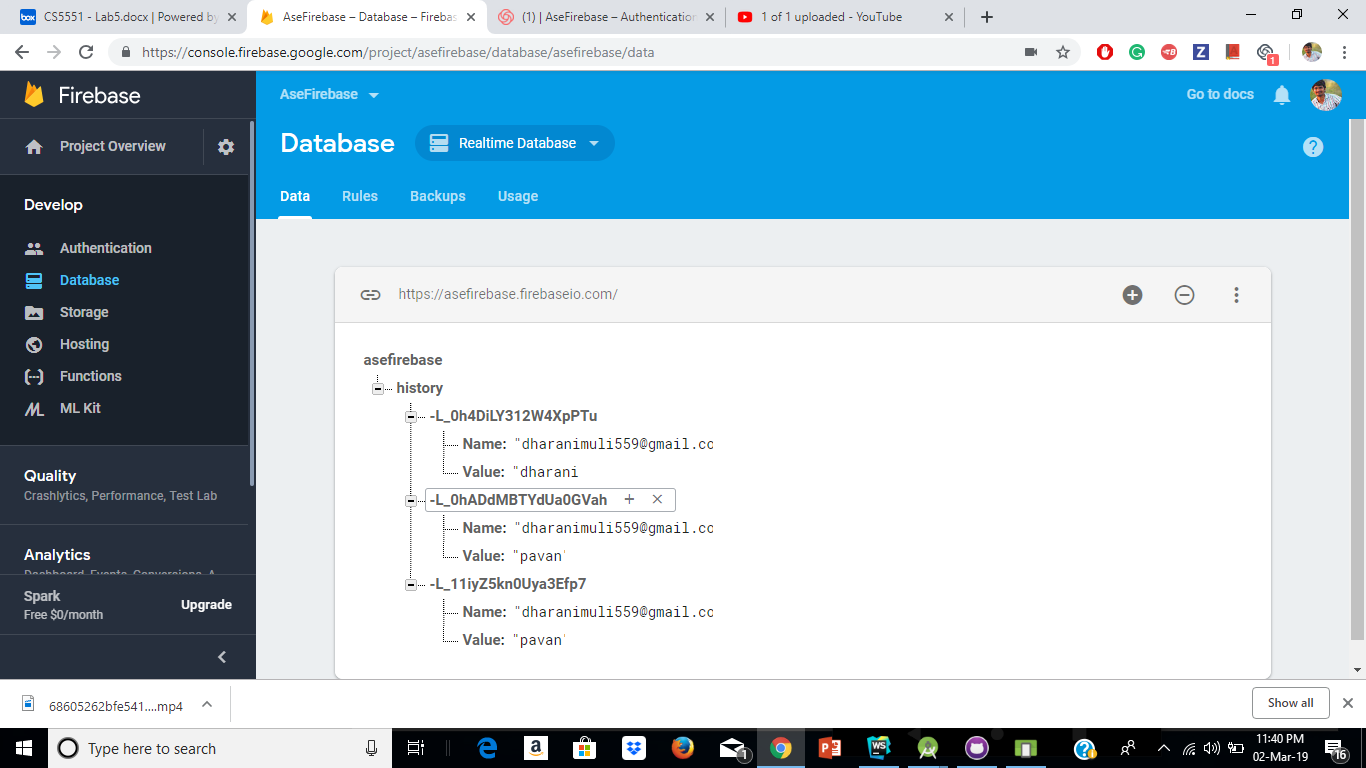 CS5551 - Lab5.docx | Powered by
AseFirebase – Database – Firebas
(1) | AseFirebase – Authentication
1 of 1 uploaded - YouTube
https://console.firebase.google.com/project/asefirebase/database/asefirebase/data
Firebase
AseFirebase
Go to docs
Project Overview
Database
Realtime Database
Data
Rules
Backups
Usage
Develop
Authentication
Database
Storage
Hosting
Functions
ML Kit
Quality
Crashlytics, Performance, Test Lab
Analytics
Dashboard, Events, Conversions, A
Spark
Free $0/month
Upgrade
https://asefirebase.firebaseio.com/
asefirebase
history
-L_0h4DiLY312W4XpPTu
Name: "dharanimuli559@gmail.co
Value: "dharani
-L_0hADdMBTYdUa0GVah
Name: "dharanimuli559@gmail.co
Value: "pavan"
-L_11iyZ5kn0Uya3Efp7
Name: "dharanimuli559@gmail.co
Value: "pavan"
68605262bfe541....mp4
Show all
Type here to search
11:40 PM
02-Mar-19
16